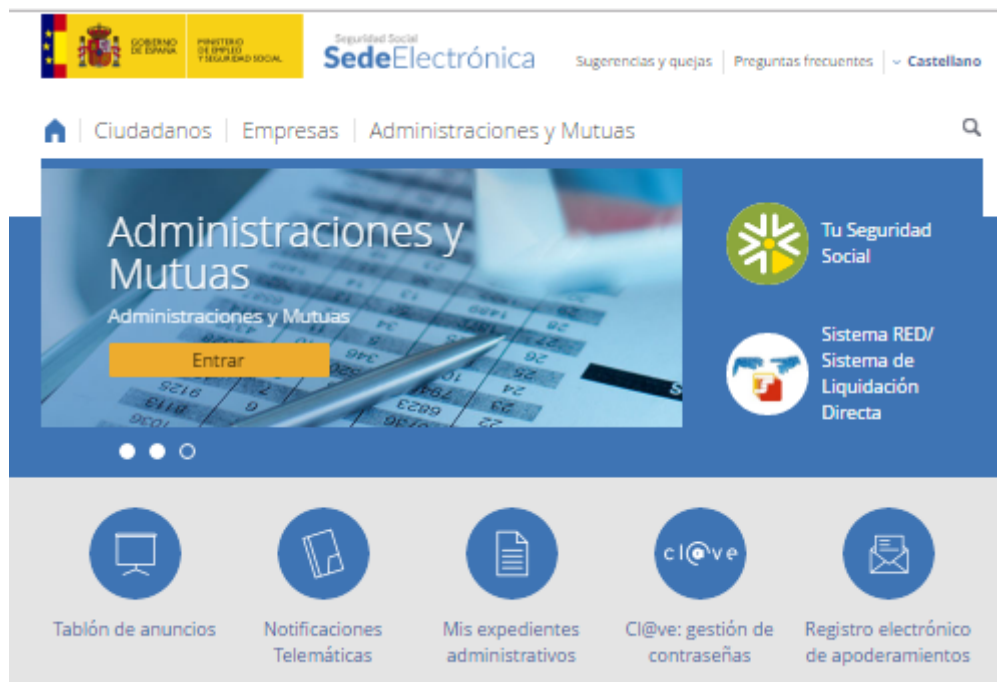 GOBIERNO
DE ESPAÑA
MINISTERIO
DE EMPLEO
Y SEGURIDAD SOCIAL
Seguridad Social
SedeElectrónica
Sugerencias y quejas
Preguntas frecuentes
Castellano
Ciudadanos
Empresas
Administraciones y Mutuas
Administraciones y
Mutuas
Administraciones y Mutuas
Entrar
Tu Seguridad
Social
Sistema RED/
Sistema de
Liquidación
Directa
cl@ve
Tablón de anuncios
Notificaciones
Telemáticas
Mis expedientes
administrativos
Cl@ve: gestión de
contraseñas
Registro electrónico
de apoderamientos